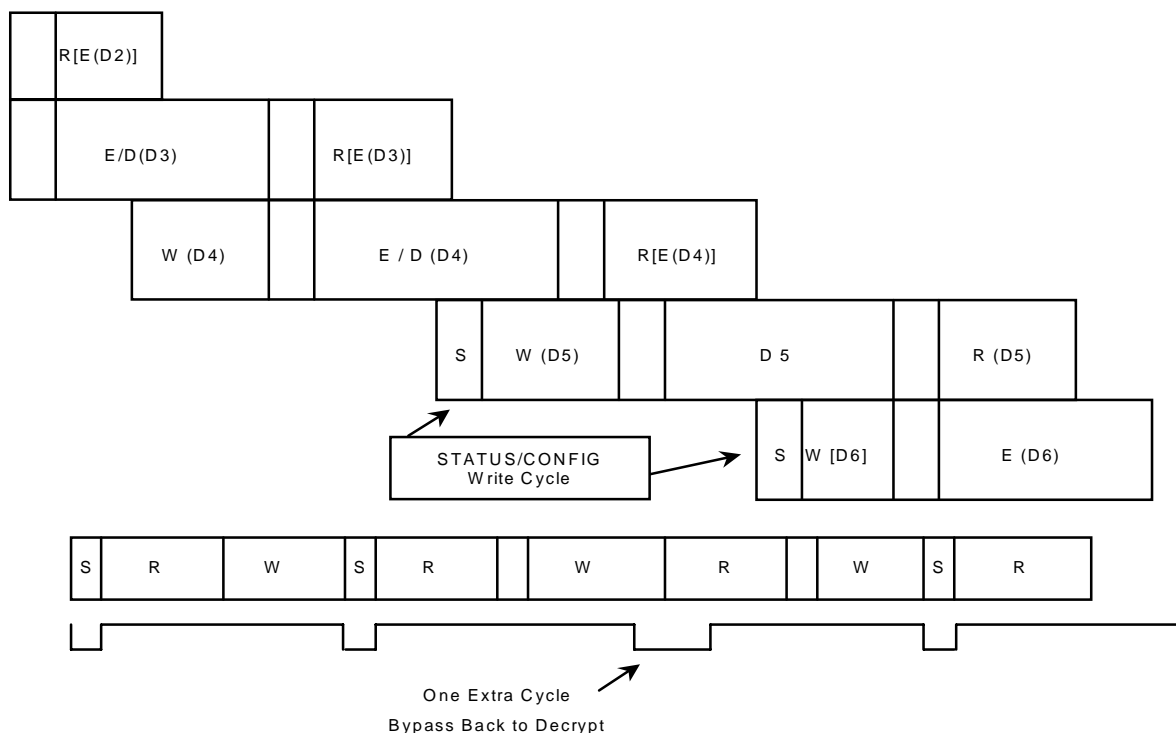 R[E(D2)]
E/D(D3) R[E(D3)]
W (D4) E / D (D4) R[E(D4)]
S W (D5) D 5 R (D5)
STATUS/CONFIG
Write Cycle
S W [D6] E (D6)
S R W S R W R W S R
One Extra Cycle
Bypass Back to Decrypt